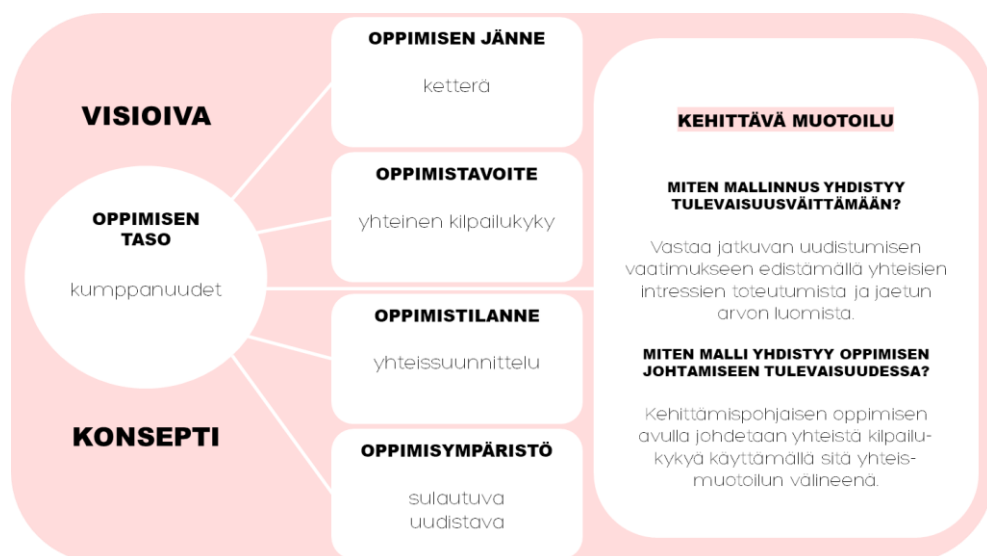 VISIOIVA
OPPIMISEN
TASO
kumppanuudet
KONSEPTI
OPPIMISEN JÄNNE
ketterä
OPPIMISTAVOITE
yhteinen kilpailukyky
OPPIMISTILANNE
yhteissuunnittelu
OPPIMISYMPÄRISTÖ
sulautuva
uudistava
KEHITTÄVÄ MUOTOILU
MITEN MALLINNUS YHDISTYY
TULEVAISUUSVÄITTÄMÄÄN?
Vastaa jatkuvan uudistumisen
vaatimukseen edistämällä yhteisien
intressien toteutumista ja jaetun
arvon luomista.
MITEN MALLI YHDISTYY OPPIMISEN
JOHTAMISEEN TULEVAISUUDESSA?
Kehittämispohjaisen oppimisen
avulla johdetaan yhteistä kilpailu-
kykyä käyttämällä sitä yhteis-
muotoilun välineenä.